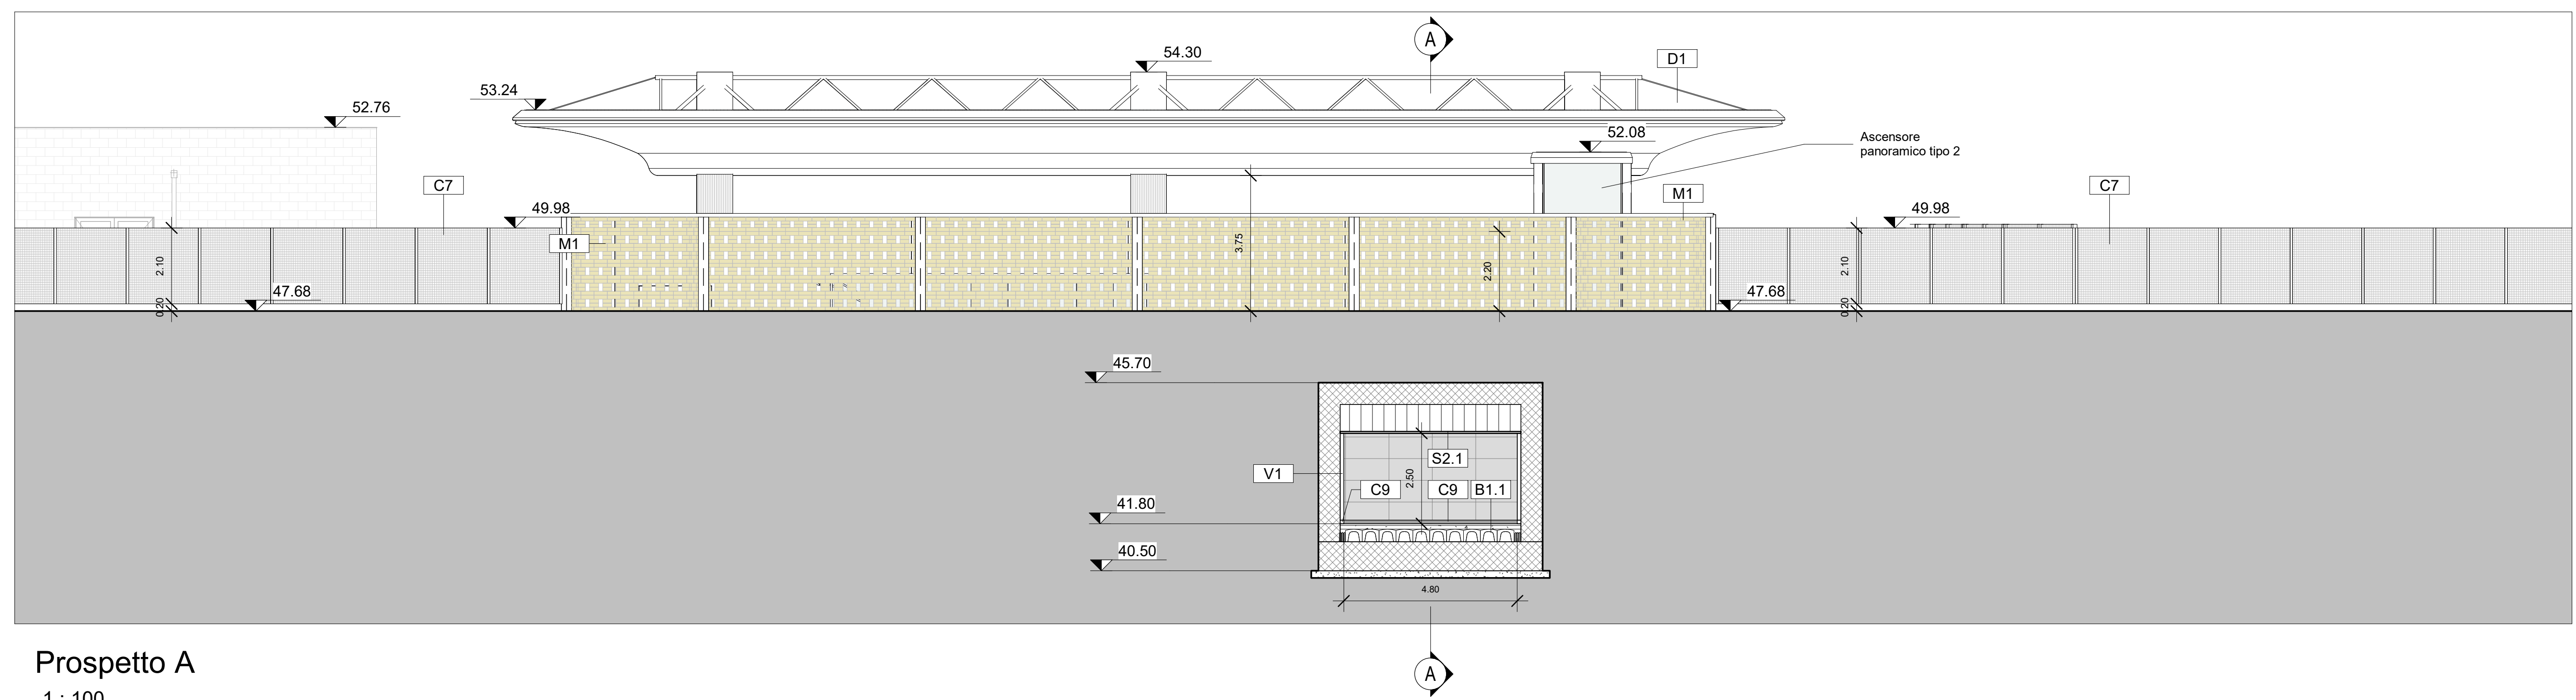 A
54.30
D1
53.24
52.76
52.08
Ascensore
panoramico tipo 2
C7
M1
C7
49.98
49.98
M1
3.75
2.10
2.20
2.10
47.68
47.68
0.20
0.20
45.70
S2.1
V1
2.50
C9
C9
B1.1
41.80
40.50
4.80
Prospetto A
A
1 : 100